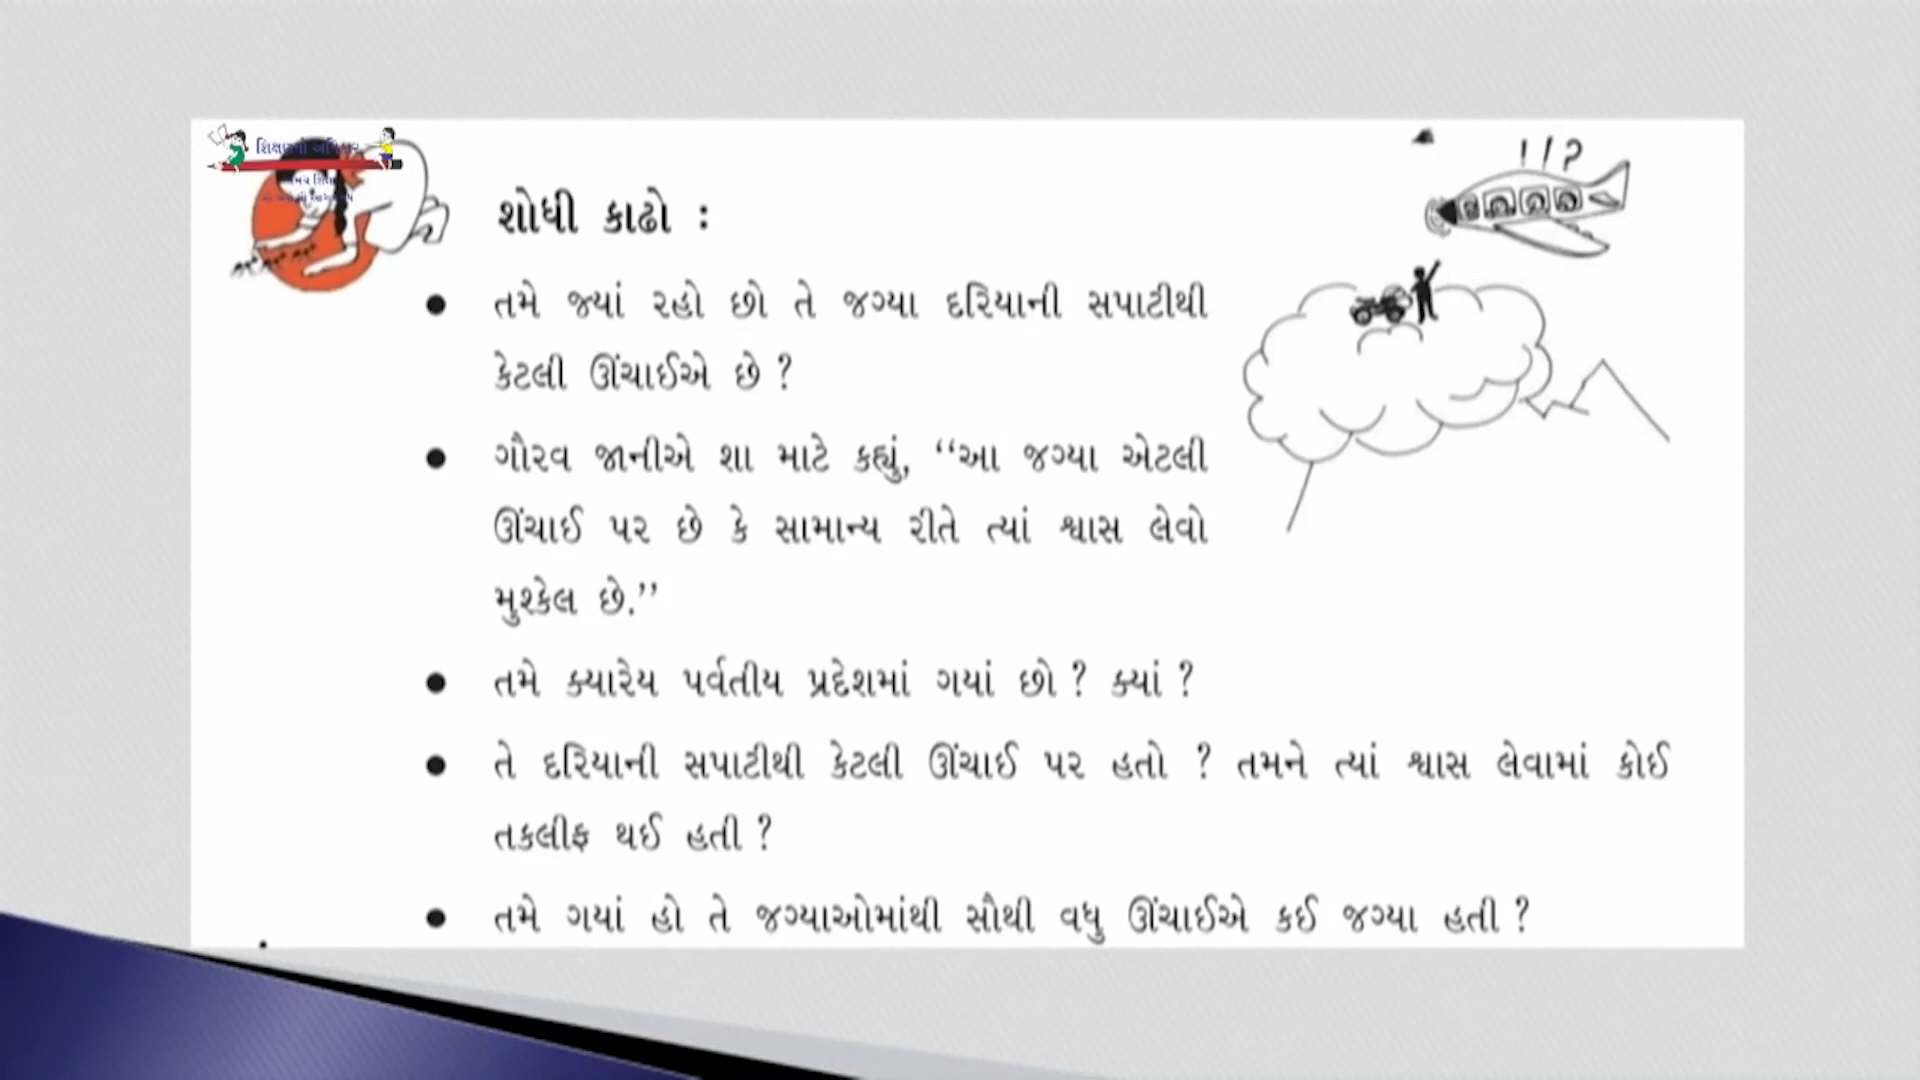 શિક્ષણનો
શોધી કાઢો :
!!?
● તમે જ્યાં રહો છો તે જગ્યા દરિયાની સપાટીથી
કેટલી ઊંચાઈએ છે ?
● ગૌરવ જાનીએ શા માટે કહ્યું, “આ જગ્યા એટલી
ઊંચાઈ પર છે કે સામાન્ય રીતે ત્યાં શ્વાસ લેવો
મુશ્કેલ છે.”
● તમે ક્યારેય પર્વતીય પ્રદેશમાં ગયાં છો ? ક્યાં ?
● તે દરિયાની સપાટીથી કેટલી ઊંચાઈ પર હતો ? તમને ત્યાં શ્વાસ લેવામાં કોઈ
તકલીફ થઈ હતી ?
● તમે ગયાં હો તે જગ્યાઓમાંથી સૌથી વધુ ઊંચાઈએ કઈ જગ્યા હતી ?